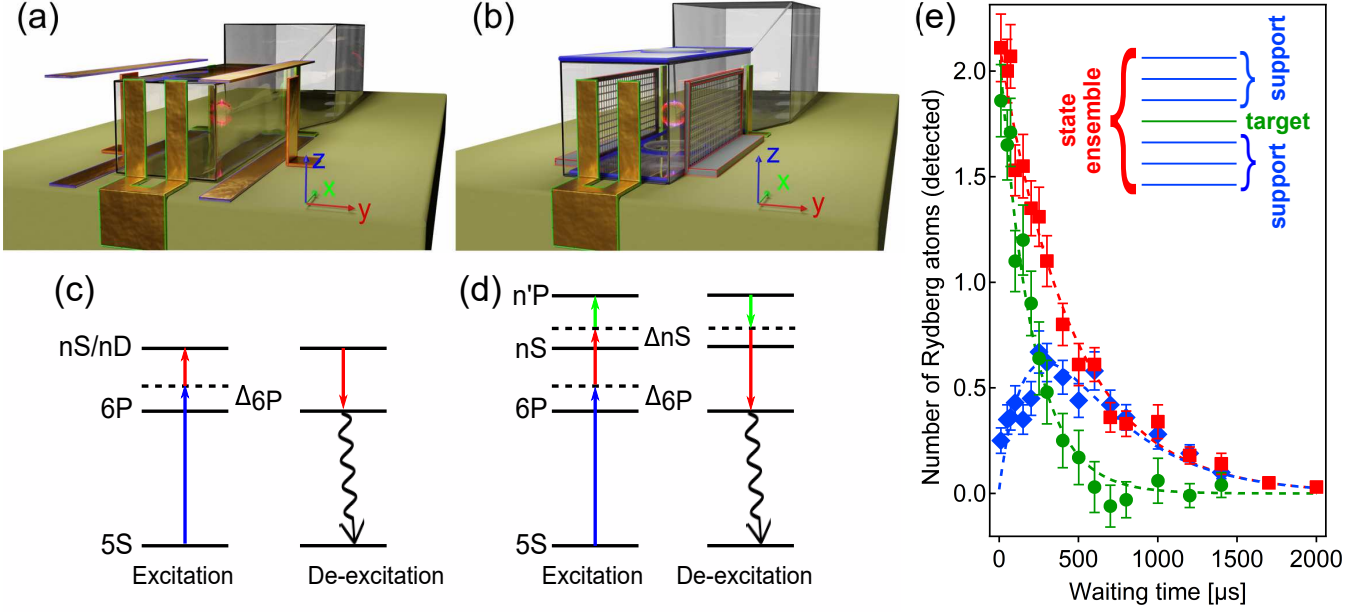 (a)
z
x
y
(b)
z
x
y
(c)
nS/nD
6P
Δ6P
5S
Excitation
De-excitation
(d)
n'P
ΔnS
nS
Δ6P
6P
5S
Excitation
De-excitation
(e)
Number of Rydberg atoms (detected)
2.0
1.5
1.0
0.5
0.0
0
500
1000
1500
2000
Waiting time [µs]
state
ensemble
support
target
support